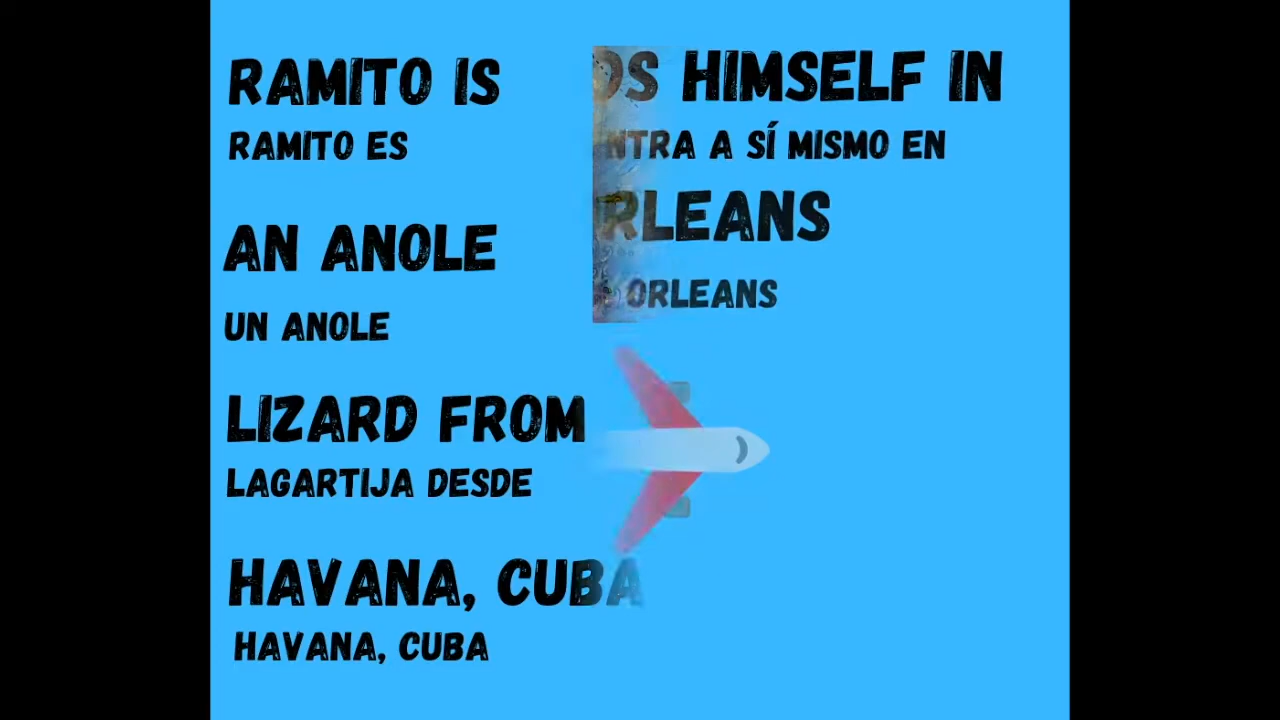 RAMITO IS
RAMITO ES
AN ANOLE
UN ANOLE
LIZARD FROM
LAGARTIJA DESDE
HAVANA, CUBA
HAVANA, CUBA
HIMSELF IN
A SÍ MISMO EN
ORLEANS